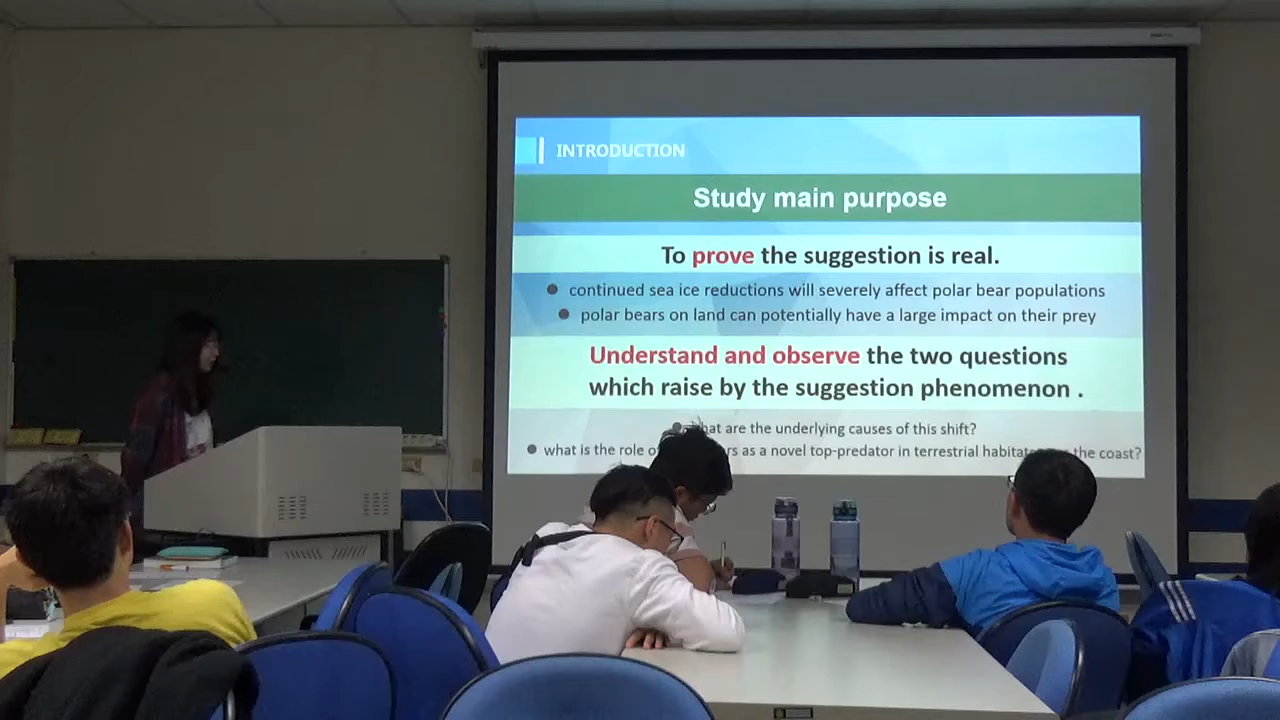 INTRODUCTION
Study main purpose
To prove the suggestion is real.
continued sea ice reductions will severely affect polar bear populations
polar bears on land can potentially have a large impact on their prey
Understand and observe the two questions
which raise by the suggestion phenomenon .
are the underlying causes of this shift?
what is the role as a novel top-predator in terrestrial the coast?